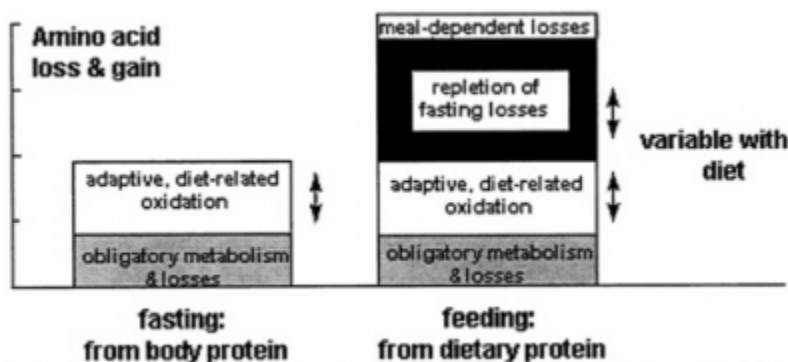 Amino acid
loss & gain
meal-dependent losses
repletion of
fasting losses
variable with
diet
adaptive, diet-related
oxidation
adaptive, diet-related
oxidation
obligatory metabolism
& losses
obligatory metabolism
& losses
fasting:
from body protein
feeding:
from dietary protein